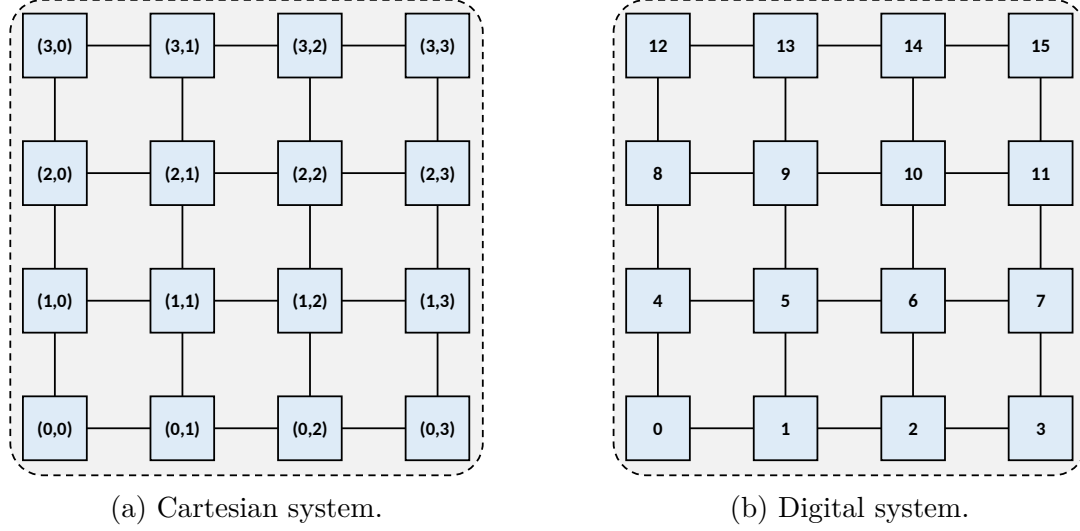 (3,0) (3,1) (3,2) (3,3)
(2,0) (2,1) (2,2) (2,3)
(1,0) (1,1) (1,2) (1,3)
(0,0) (0,1) (0,2) (0,3)
(a) Cartesian system.
12 13 14 15
8 9 10 11
4 5 6 7
0 1 2 3
(b) Digital system.